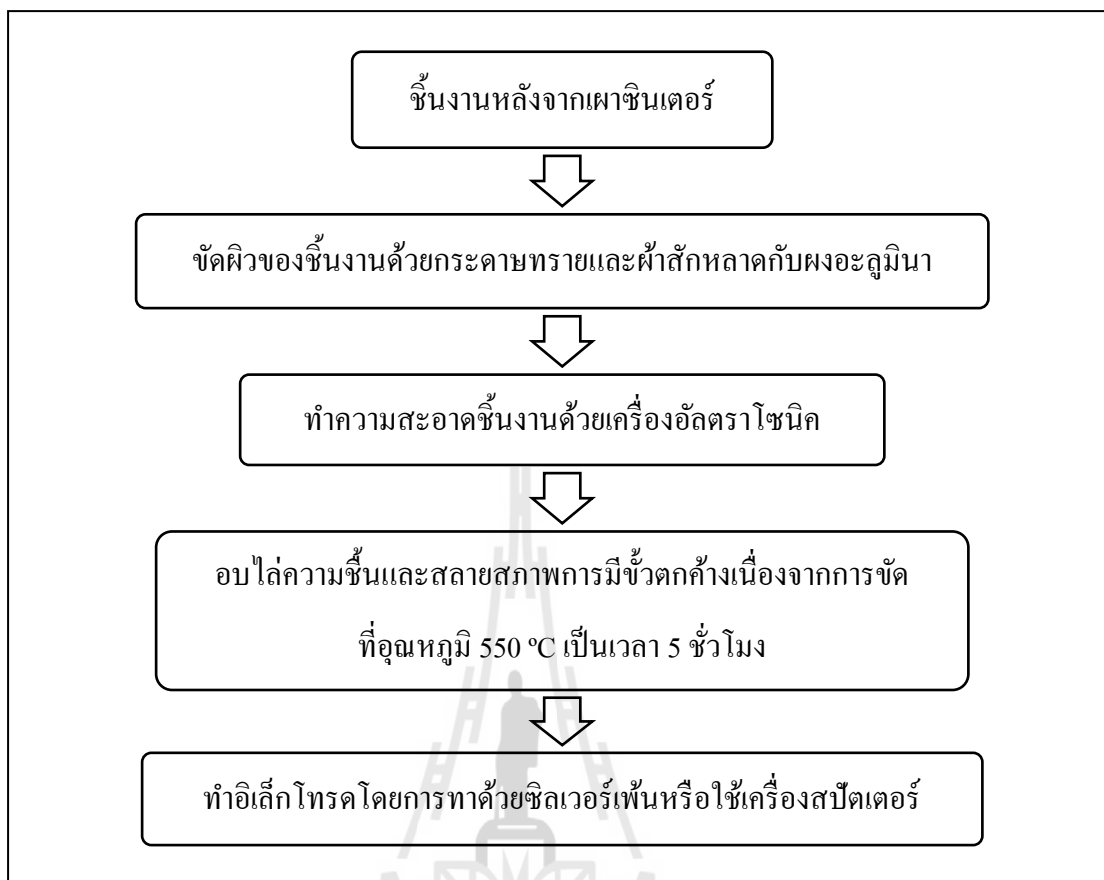 ชิ้นงานหลังจากเผาซินเตอร์
ขัดผิวของชิ้นงานด้วยกระดาษทรายและผ้าสักหลาดกับผงอะลูมินา
ทำความสะอาดชิ้นงานด้วยเครื่องอัลตราโซนิค
อบไล่ความชื้นและสลายสภาพการมีขั้วตกค้างเนื่องจากการขัด
ที่อุณหภูมิ 550 ºC เป็นเวลา 5 ชั่วโมง
ทำอิเล็กโทรดโดยการทาด้วยซิลเวอร์เพ้นหรือใช้เครื่องสปัตเตอร์